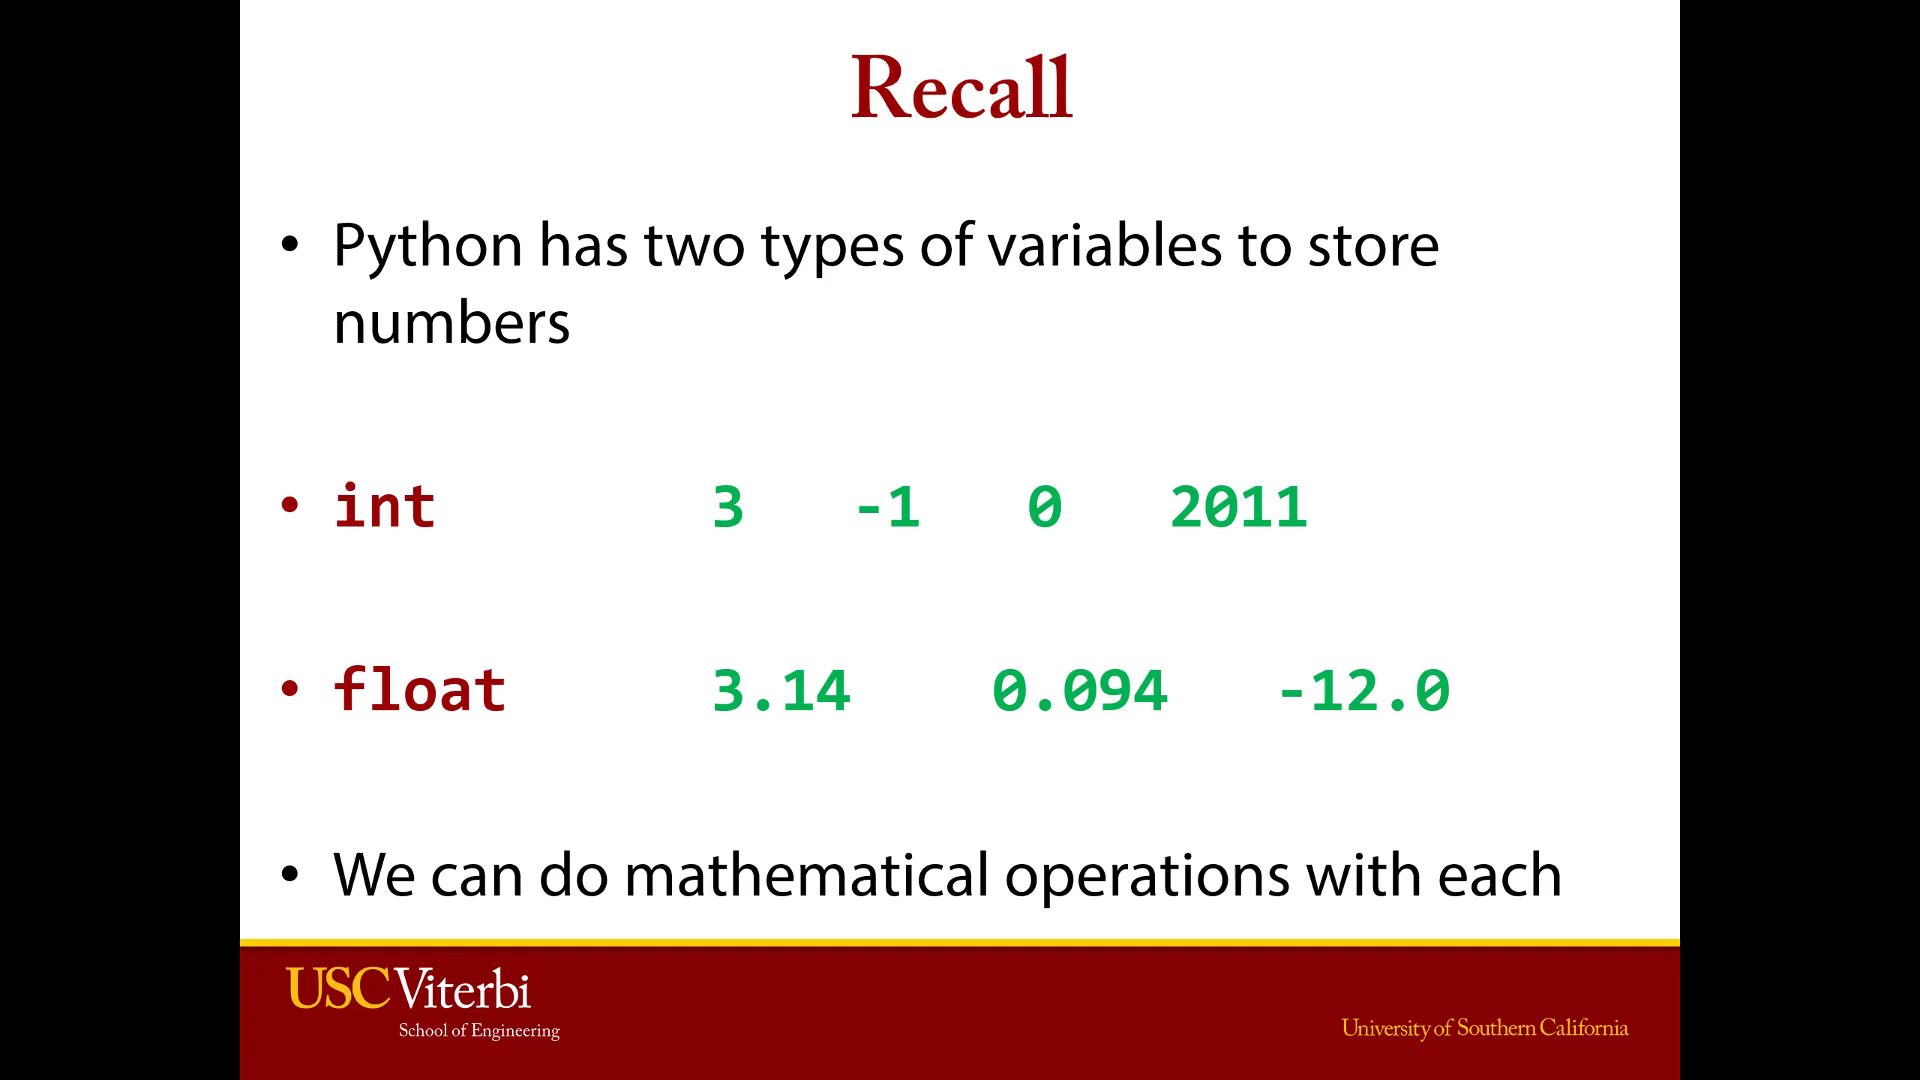 Recall
• Python has two types of variables to store
numbers
• int 3 -1 0 2011
• float 3.14 0.094 -12.0
• We can do mathematical operations with each
USC Viterbi
School of Engineering
University of Southern California